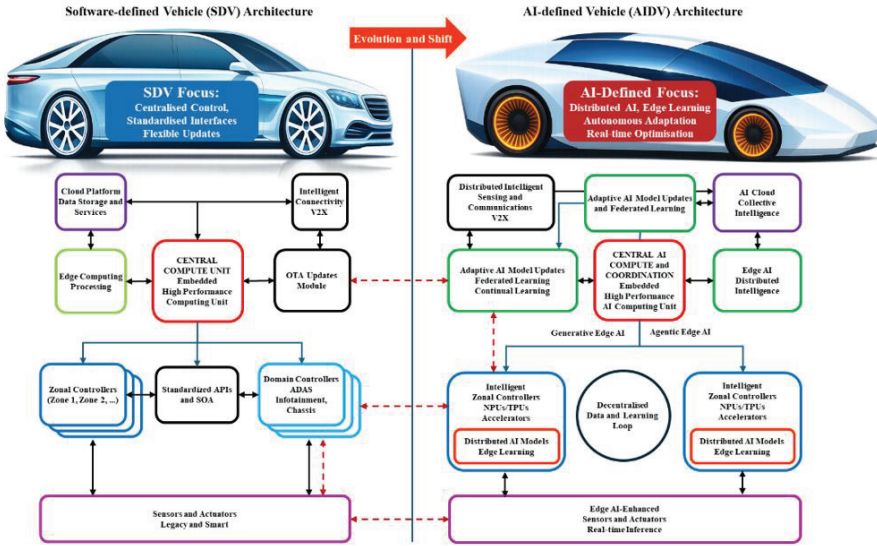 Software-defined Vehicle (SDV) Architecture
Evolution and Shift
AI-defined Vehicle (AIDV) Architecture
SDV Focus:
Centralised Control,
Standardised Interfaces
Flexible Updates
AI-Defined Focus:
Distributed AI, Edge Learning
Autonomous Adaptation
Real-time Optimisation
Cloud Platform
Data Storage and
Services
Intelligent
Connectivity
V2X
Edge Computing
Processing
CENTRAL
COMPUTE UNIT
Embedded
High Performance
Computing Unit
OTA Updates
Module
Zonal Controllers
(Zone 1, Zone 2, ...)
Standardized APIs
and SOA
Domain Controllers
ADAS
Infotainment,
Chassis
Sensors and Actuators
Legacy and Smart
Distributed Intelligent
Sensing and
Communications
V2X
Adaptive AI Model Updates
and Federated Learning
AI Cloud
Collective
Intelligence
Adaptive AI Model Updates
Federated Learning
Continual Learning
CENTRAL AI
COMPUTE and
COORDINATION
Embedded
High Performance
AI Computing Unit
Edge AI
Distributed
Intelligence
Generative Edge AI
Agentic Edge AI
Intelligent
Zonal Controllers
NPUs/TPUs
Accelerators
Distributed AI Models
Edge Learning
Decentralised
Data and Learning
Loop
Intelligent
Zonal Controllers
NPUs/TPUs
Accelerators
Distributed AI Models
Edge Learning
Edge AI-Enhanced
Sensors and Actuators
Real-time Inference